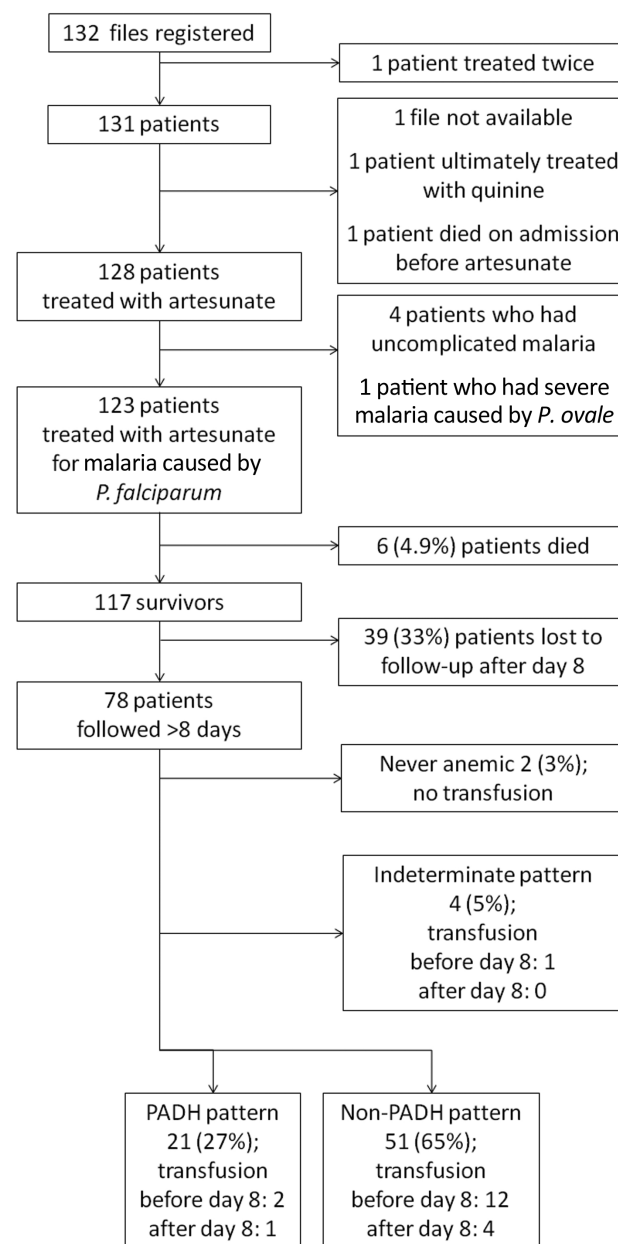 132 files registered
1 patient treated twice
131 patients
1 file not available
1 patient ultimately treated
with quinine
1 patient died on admission
before artesunate
128 patients
treated with artesunate
4 patients who had
uncomplicated malaria
1 patient who had severe
malaria caused by P. ovale
123 patients
treated with artesunate
for malaria caused by
P. falciparum
6 (4.9%) patients died
117 survivors
39 (33%) patients lost to
follow-up after day 8
78 patients
followed >8 days
Never anemic 2 (3%);
no transfusion
Indeterminate pattern
4 (5%);
transfusion
before day 8: 1
after day 8: 0
PADH pattern
21 (27%);
transfusion
before day 8: 2
after day 8: 1
Non-PADH pattern
51 (65%);
transfusion
before day 8: 12
after day 8: 4